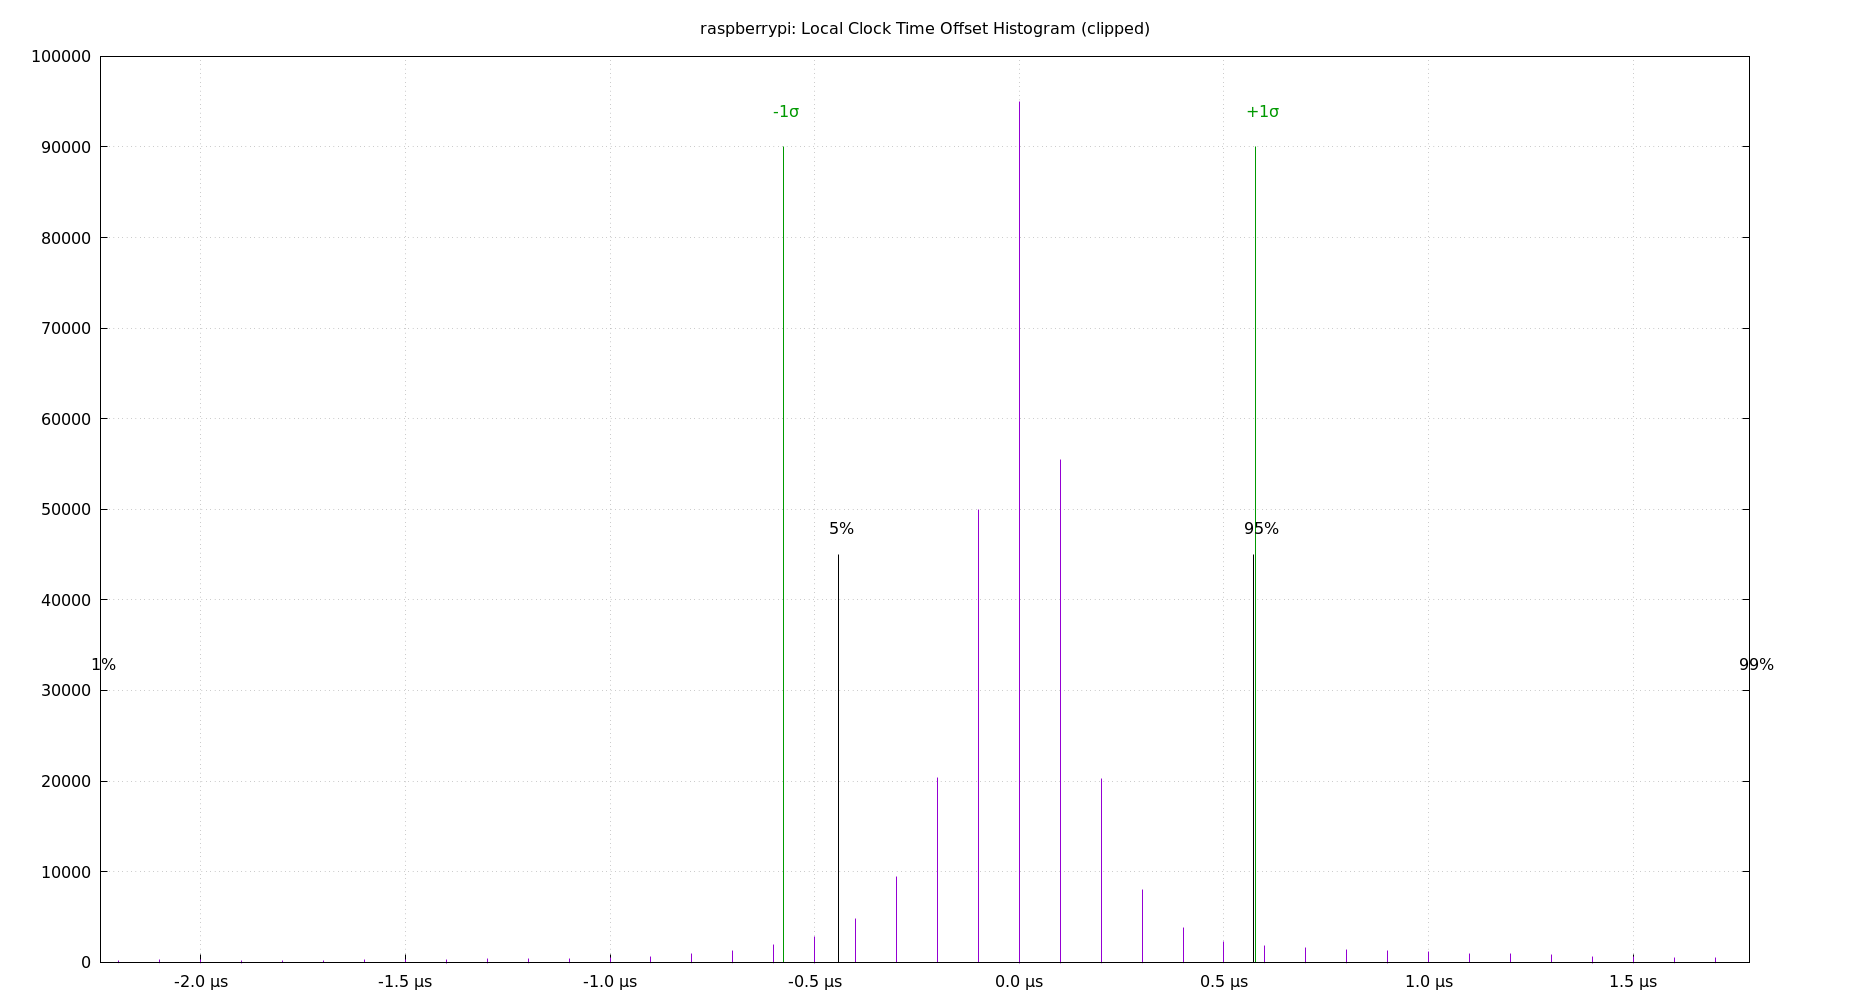 raspberrypi: Local Clock Time Offset Histogram (clipped)
100000
-1σ
+1σ
90000
80000
70000
60000
50000
5%
95%
40000
1%
99%
30000
20000
10000
0
-2.0 µs
-1.5 µs
-1.0 µs
-0.5 µs
0.0 µs
0.5 µs
1.0 µs
1.5 µs